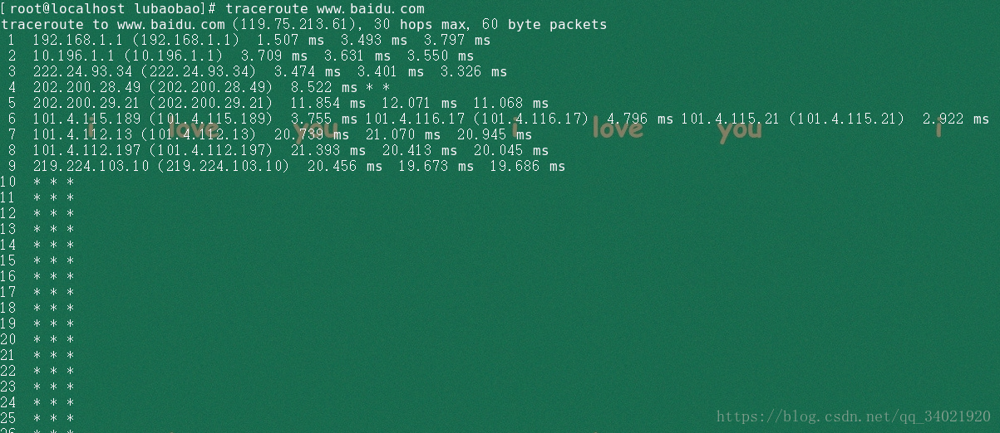 [root@localhost lubaobao]# traceroute www.baidu.com
traceroute to www.baidu.com (119.75.213.61), 30 hops max, 60 byte packets
 1  192.168.1.1 (192.168.1.1)  1.507 ms  3.493 ms  3.797 ms
 2  10.196.1.1 (10.196.1.1)  3.709 ms  3.631 ms  3.550 ms
 3  222.24.93.34 (222.24.93.34)  3.474 ms  3.401 ms  3.326 ms
 4  202.200.28.49 (202.200.28.49)  8.522 ms * *
 5  202.200.29.21 (202.200.29.21)  11.854 ms  12.071 ms  11.068 ms
 6  101.4.115.189 (101.4.115.189)  3.755 ms 101.4.116.17 (101.4.116.17)  4.796 ms 101.4.115.21 (101.4.115.21)  2.922 ms
i love you i love you i
 7  101.4.112.13 (101.4.112.13)  20.739 ms  21.070 ms  20.945 ms
 8  101.4.112.197 (101.4.112.197)  21.393 ms  20.413 ms  20.045 ms
 9  219.224.103.10 (219.224.103.10)  20.456 ms  19.673 ms  19.686 ms
10  * * *
11  * * *
12  * * *
13  * * *
14  * * *
15  * * *
16  * * *
17  * * *
18  * * *
19  * * *
20  * * *
21  * * *
22  * * *
23  * * *
24  * * *
25  * * *
https://blog.csdn.net/qq_34021920